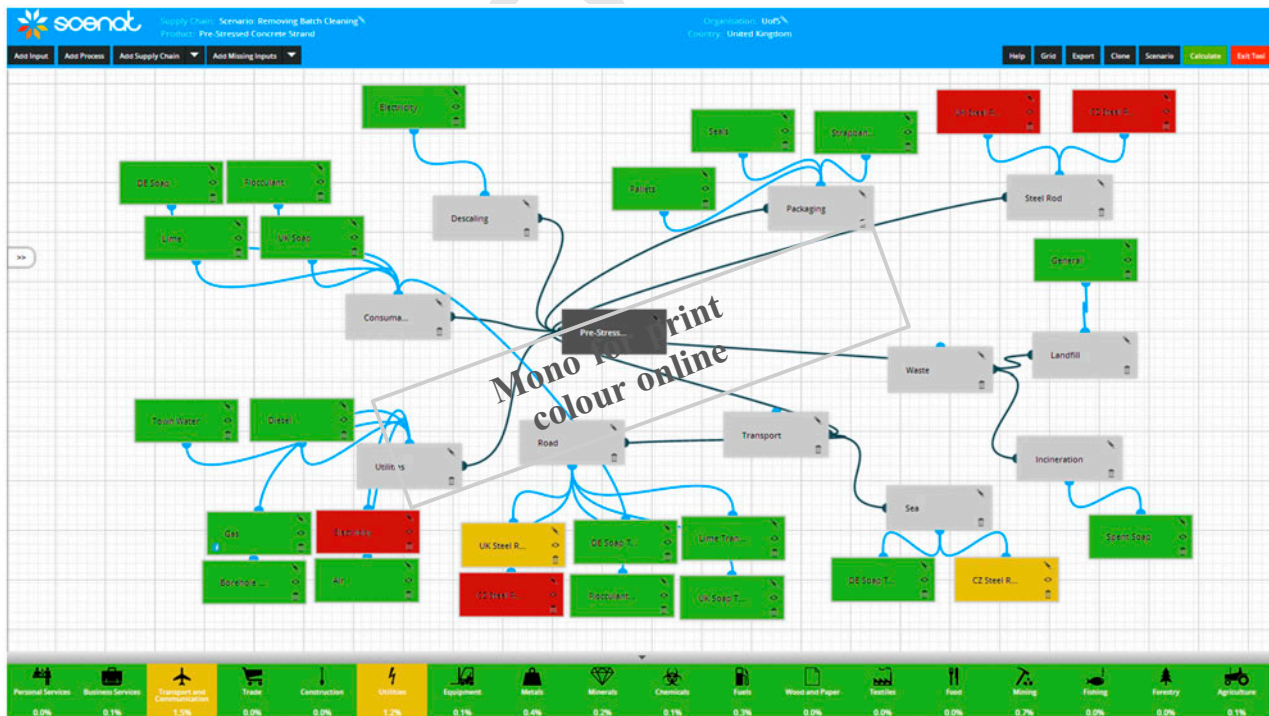 scenat
Supply Chain: Scenario: Removing Batch Cleaning
Product: Pre-Stressed Concrete Strand
Organisation: UofS
Country: United Kingdom
Add Input
Add Process
Add Supply Chain
Add Missing Inputs
Help
Grid
Export
Clone
Scenario
Calculate
Exit Tool
Electricity
Seals
Strapping...
CZ Steel R...
DE Soap
Flocculant
Pallets
Descaling
Packaging
Steel Rod
Lime
UK Soap
General
>>
Consuma...
Pre-Stress...
Mono for print
colour online
Landfill
Waste
Town Water
Diesel
Road
Transport
Utilities
Incineration
Sea
Gas
Electricity
UK Steel R...
DE Soap T...
Lime Tran...
Spent Soap
Borehole ...
Air
CZ Steel R...
Flocculant...
UK Soap T...
DE Soap T...
CZ Steel R...
Personal Services
Business Services
Transport and
Communication
Trade
Construction
Utilities
Equipment
Metals
Minerals
Chemicals
Fuels
Wood and Paper
Textiles
Food
Mining
Fishing
Forestry
Agriculture
0.0%
0.1%
1.5%
0.0%
0.0%
1.2%
0.1%
0.4%
0.2%
0.1%
0.3%
0.0%
0.0%
0.0%
0.7%
0.0%
0.0%
0.1%